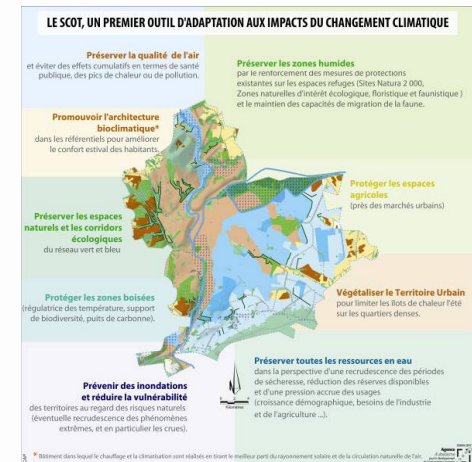 LE SCOT, UN PREMIER OUTIL D'ADAPTATION AUX IMPACTS DU CHANGEMENT CLIMATIQUE
Préserver la qualité de l'air
et éviter des effets cumulatifs en termes de santé
publique, des pics de chaleur ou de pollution.
Préserver les zones humides
par le renforcement des mesures de protections
existantes sur les espaces refuges (Sites Natura 2 000,
Zones naturelles d'intérêt écologique, floristique et faunistique )
et le maintien des capacités de migration de la faune.
Promouvoir l'architecture
bioclimatique*
dans les référentiels pour améliorer
le confort estival des habitants.
Protéger les espaces
agricoles
(près des marchés urbains)
Préserver les espaces
naturels et les corridors
écologiques
du réseau vert et bleu
Protéger les zones boisées
(régulatrice des température, support
de biodiversité, puits de carbone).
Végétaliser le Territoire Urbain
pour limiter les îlots de chaleur l'été
sur les quartiers denses.
Prévenir des inondations
et réduire la vulnérabilité
des territoires au regard des risques naturels
(éventuelle recrudescence des phénomènes
extrêmes, et en particulier les crues).
Préserver toutes les ressources en eau
dans la perspective d'une recrudescence des périodes
de sécheresse, réduction des réserves disponibles
et d'une pression accrue des usages
(croissance démographique, besoins de l'industrie
et de l'agriculture ...).
* Bâtiment dans lequel le chauffage et la climatisation sont réalisés en tirant le meilleur parti du rayonnement solaire et de la circulation naturelle de l'air.
Agence
d'urbanisme